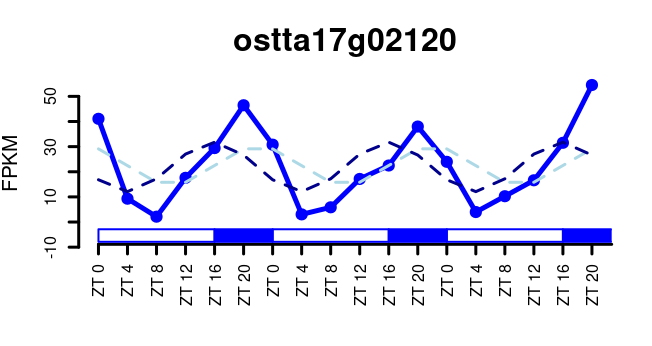 ostta17g02120
FPKM
50
30
10
-10
ZT 0
ZT 4
ZT 8
ZT 12
ZT 16
ZT 20
ZT 0
ZT 4
ZT 8
ZT 12
ZT 16
ZT 20
ZT 0
ZT 4
ZT 8
ZT 12
ZT 16
ZT 20